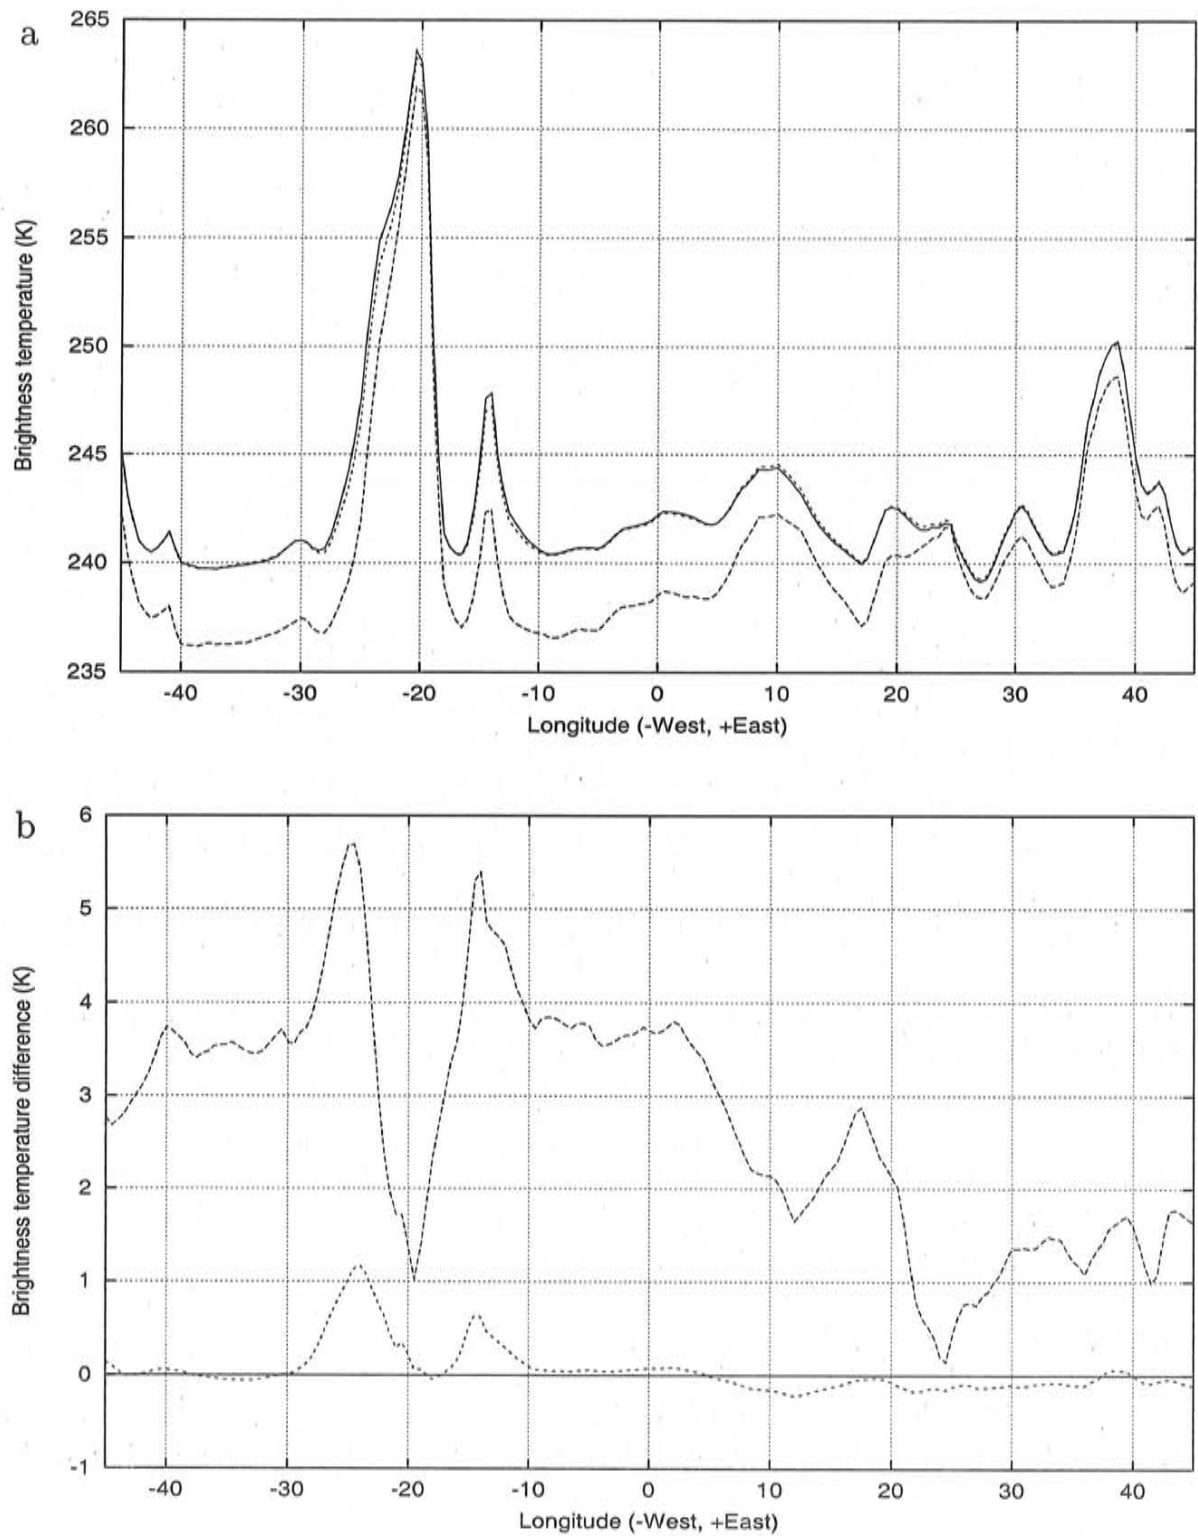 a
265
260
255
250
245
240
235
Brightness temperature (K)
-40 -30 -20 -10 0 10 20 30 40
Longitude (-West, +East)
b
6
5
4
3
2
1
0
-1
Brightness temperature difference (K)
-40 -30 -20 -10 0 10 20 30 40
Longitude (-West, +East)